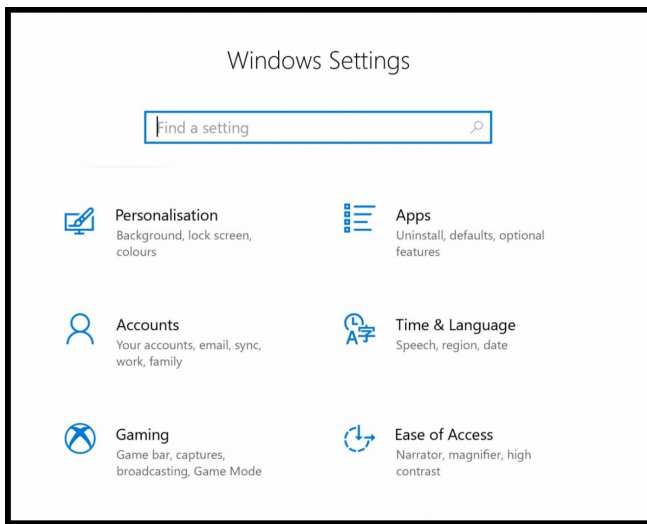 Windows Settings
Find a setting
Personalisation
Background, lock screen,
colours
Apps
Uninstall, defaults, optional
features
Accounts
Your accounts, email, sync,
work, family
Time & Language
Speech, region, date
Gaming
Game bar, captures,
broadcasting, Game Mode
Ease of Access
Narrator, magnifier, high
contrast